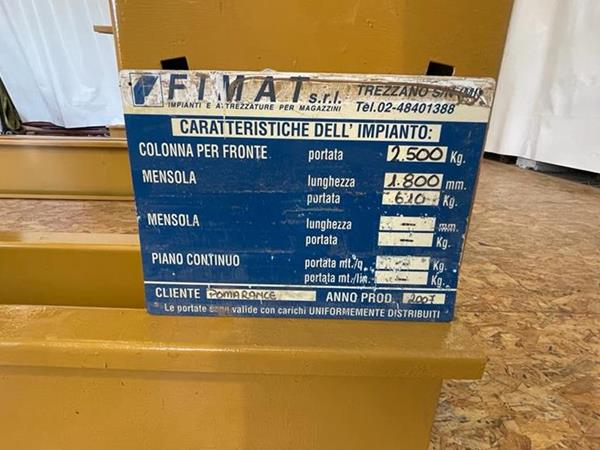 FIMAT s.r.l.
IMPIANTI E ATTREZZATURE PER MAGAZZINI
TREZZANO S/N (MI)
Tel.02-48401388
CARATTERISTICHE DELL'IMPIANTO:
COLONNA PER FRONTE portata 2.500 Kg.
MENSOLA lunghezza 1.800 mm.
portata 610 Kg.
MENSOLA lunghezza — mm.
portata — Kg.
PIANO CONTINUO portata mt./q. — Kg.
portata mt./lin. — Kg.
CLIENTE POMARANCE ANNO PROD. 2007
Le portate sono valide con carichi UNIFORMEMENTE DISTRIBUITI